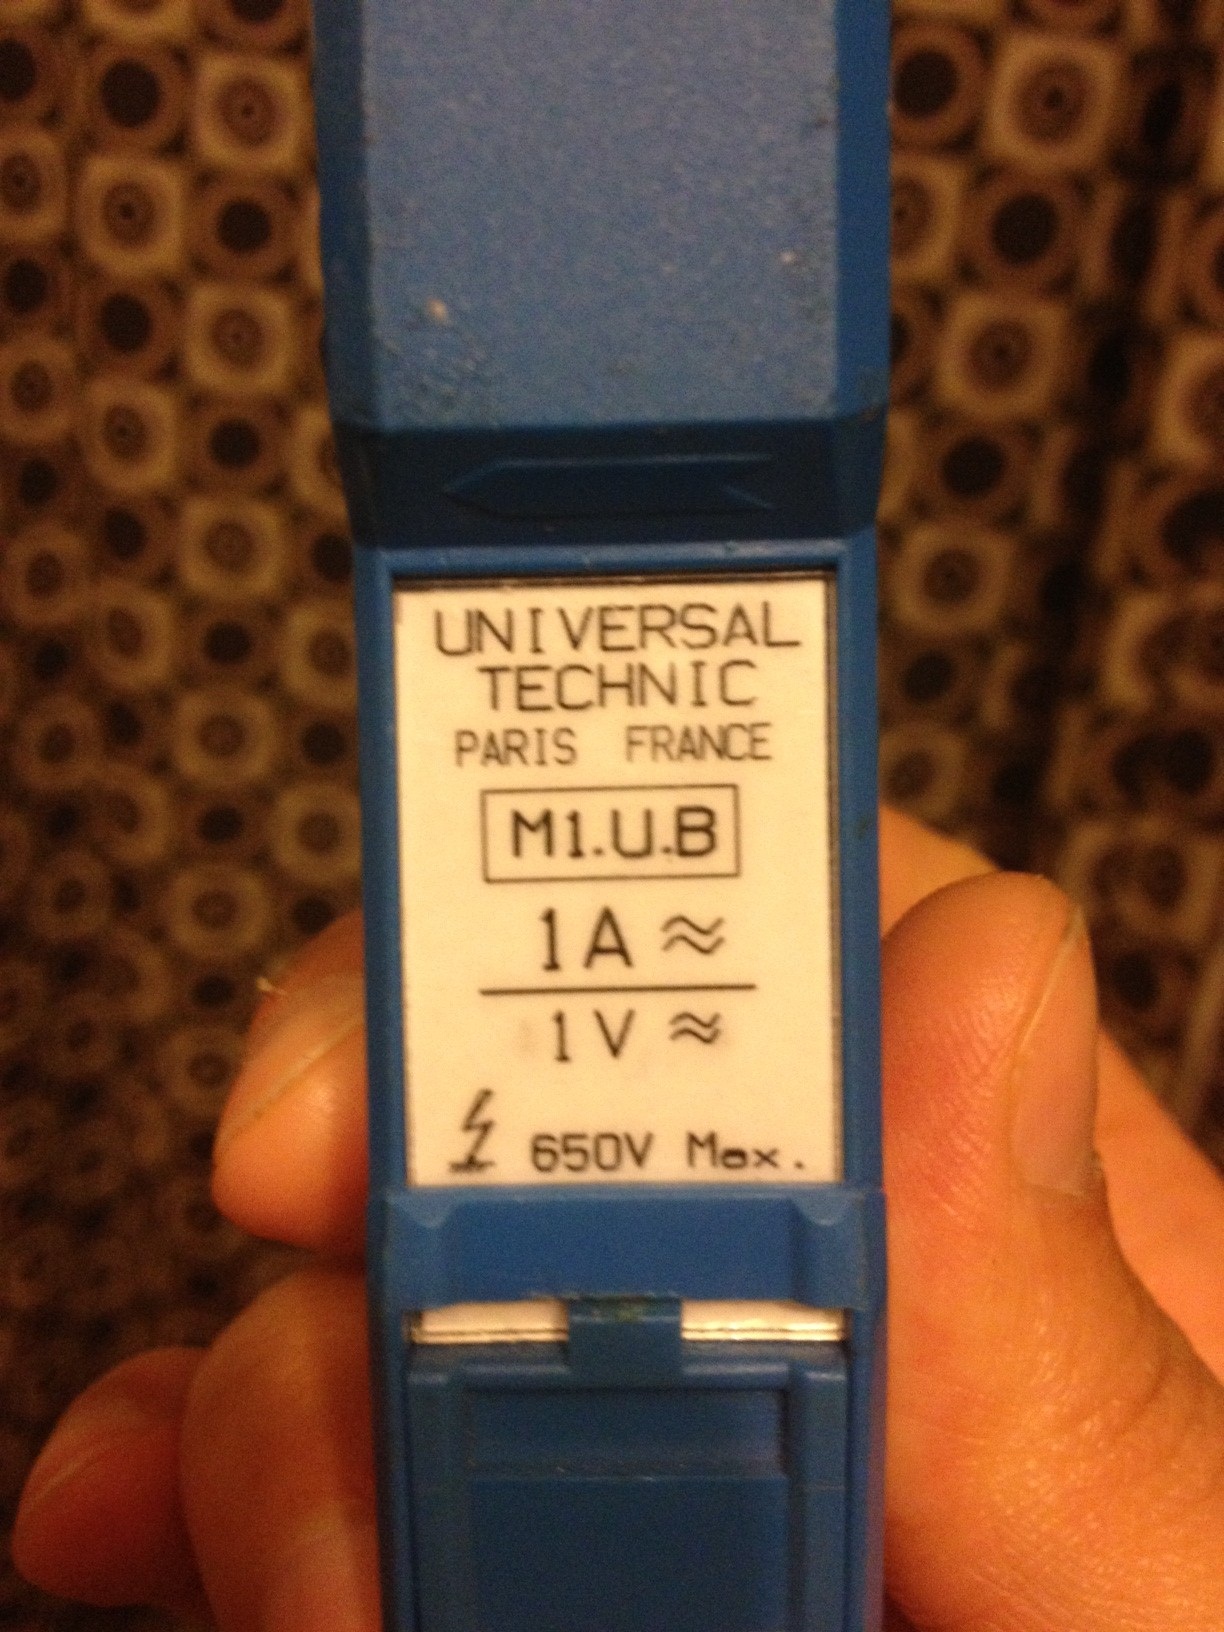 UNIVERSAL
TECHNIC
PARIS FRANCE
M1.U.B
1A ≈
1V ≈
650V Max.